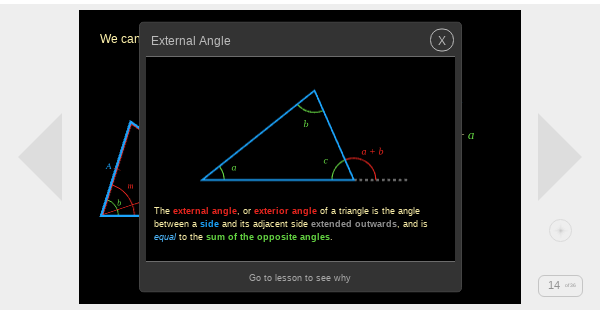 We can
External Angle
X
b
a + b
c
a
- a
A
m
b
The external angle, or exterior angle of a triangle is the angle
between a side and its adjacent side extended outwards, and is
equal to the sum of the opposite angles.
Go to lesson to see why
14 of 36